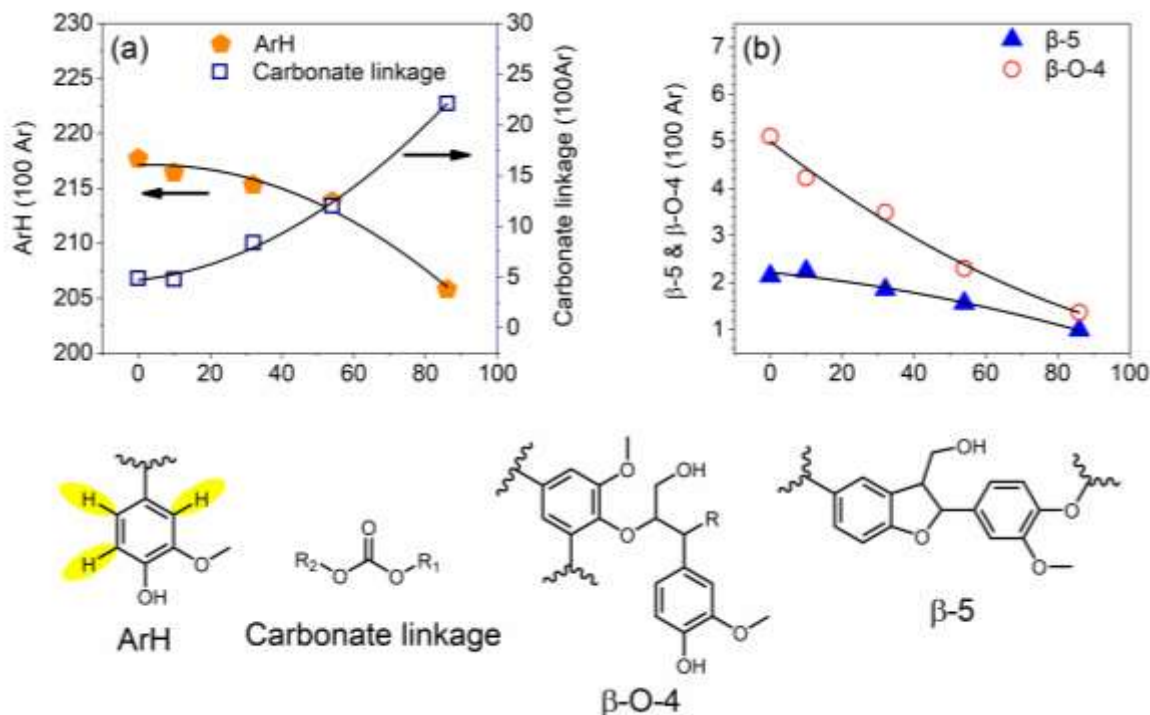 (a)
ArH
Carbonate linkage
230
225
220
215
210
205
200
ArH (100 Ar)
30
25
20
15
10
5
0
Carbonate linkage (100Ar)
0 20 40 60 80 100
(b)
β-5
β-O-4
7
6
5
4
3
2
1
β-5 & β-O-4 (100 Ar)
0 20 40 60 80 100
H H
H
O
OH
ArH
O
R2 O O R1
Carbonate linkage
O OH
O R
O
OH
β-O-4
OH
O
O
O
β-5